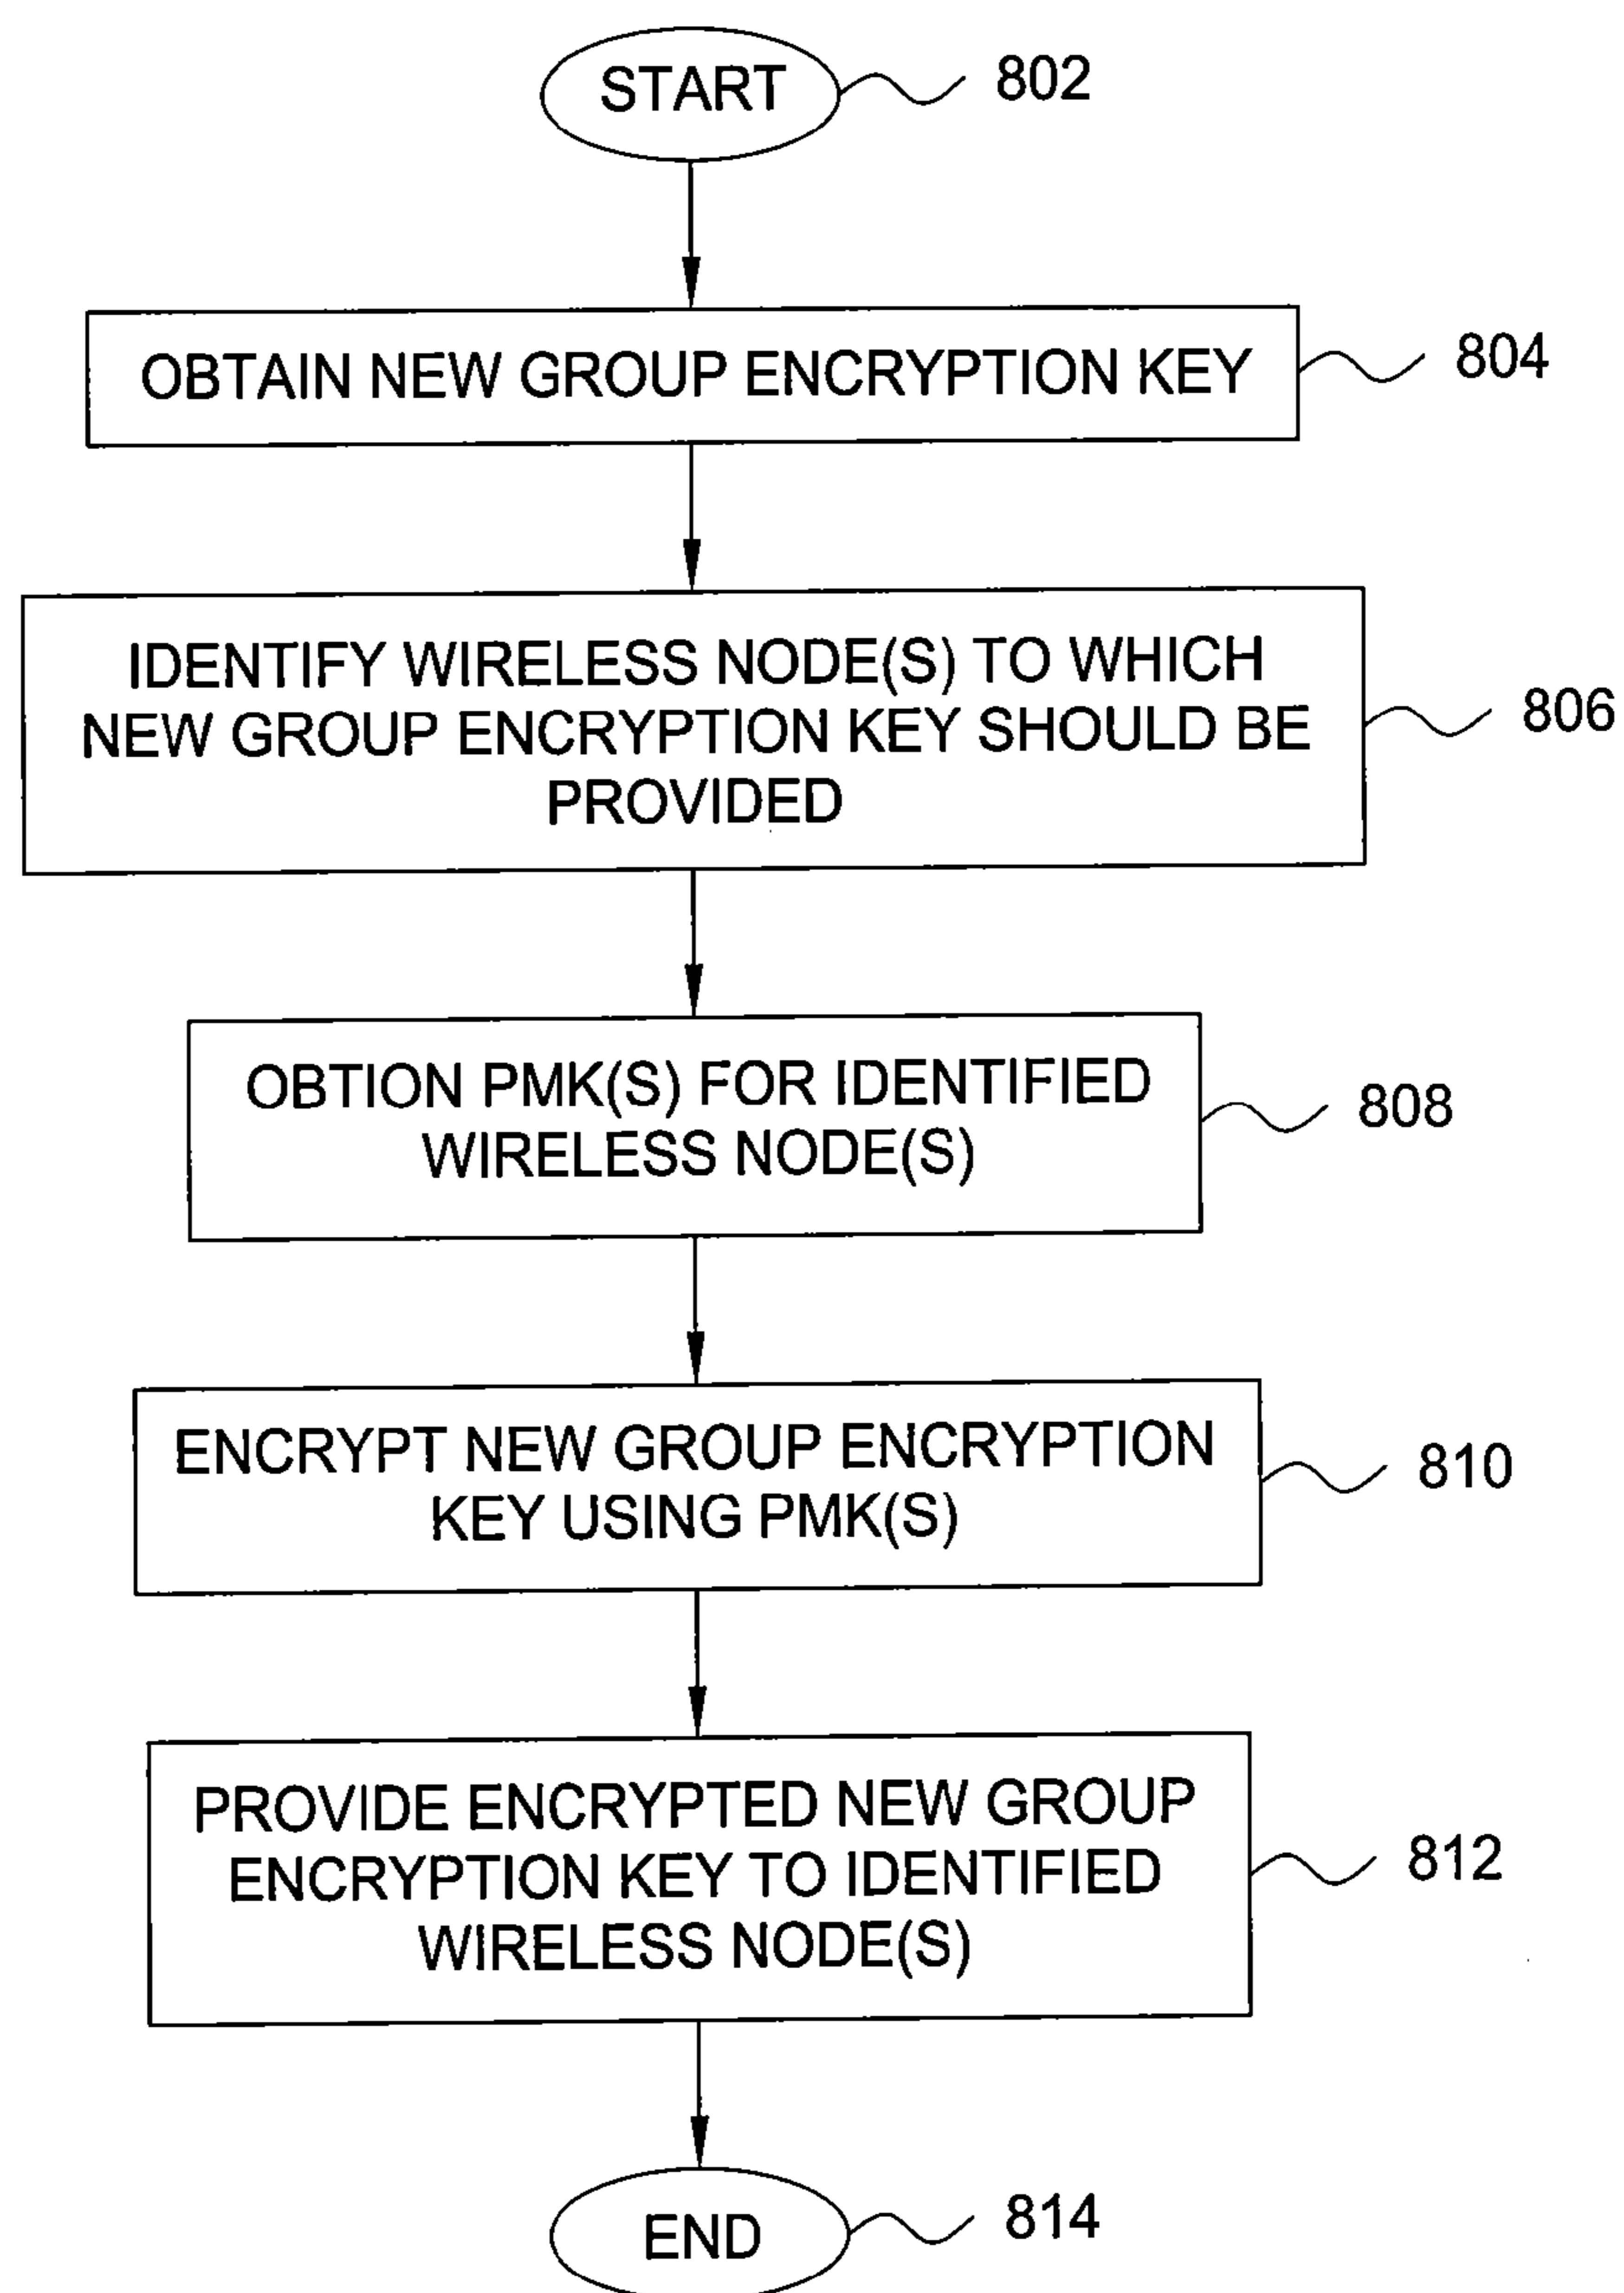 START
802
OBTAIN NEW GROUP ENCRYPTION KEY
804
IDENTIFY WIRELESS NODE(S) TO WHICH
NEW GROUP ENCRYPTION KEY SHOULD BE
PROVIDED
806
OBTION PMK(S) FOR IDENTIFIED
WIRELESS NODE(S)
808
ENCRYPT NEW GROUP ENCRYPTION
KEY USING PMK(S)
810
PROVIDE ENCRYPTED NEW GROUP
ENCRYPTION KEY TO IDENTIFIED
WIRELESS NODE(S)
812
END
814